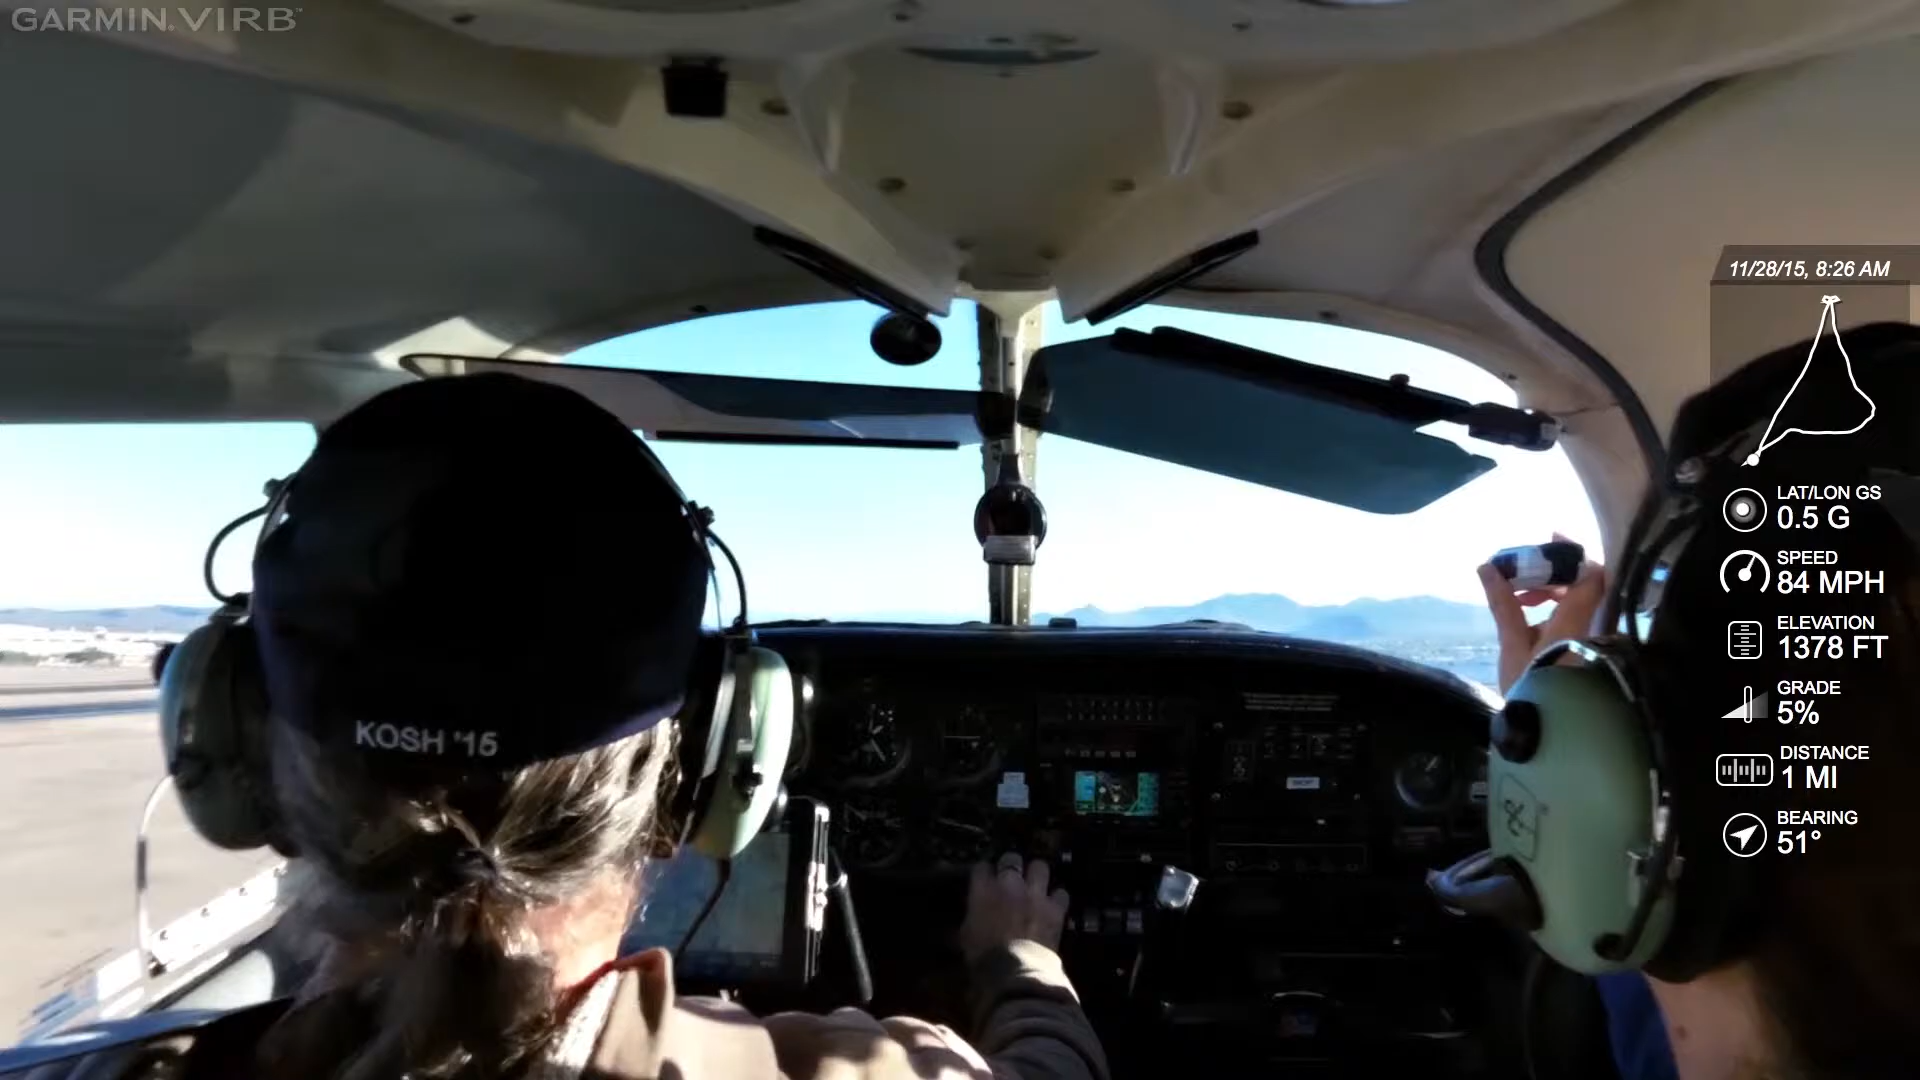 GARMIN.VIRB™
11/28/15, 8:26 AM
LAT/LON GS
0.5 G
SPEED
84 MPH
ELEVATION
1378 FT
GRADE
5%
DISTANCE
1 MI
BEARING
51°
KOSH '15